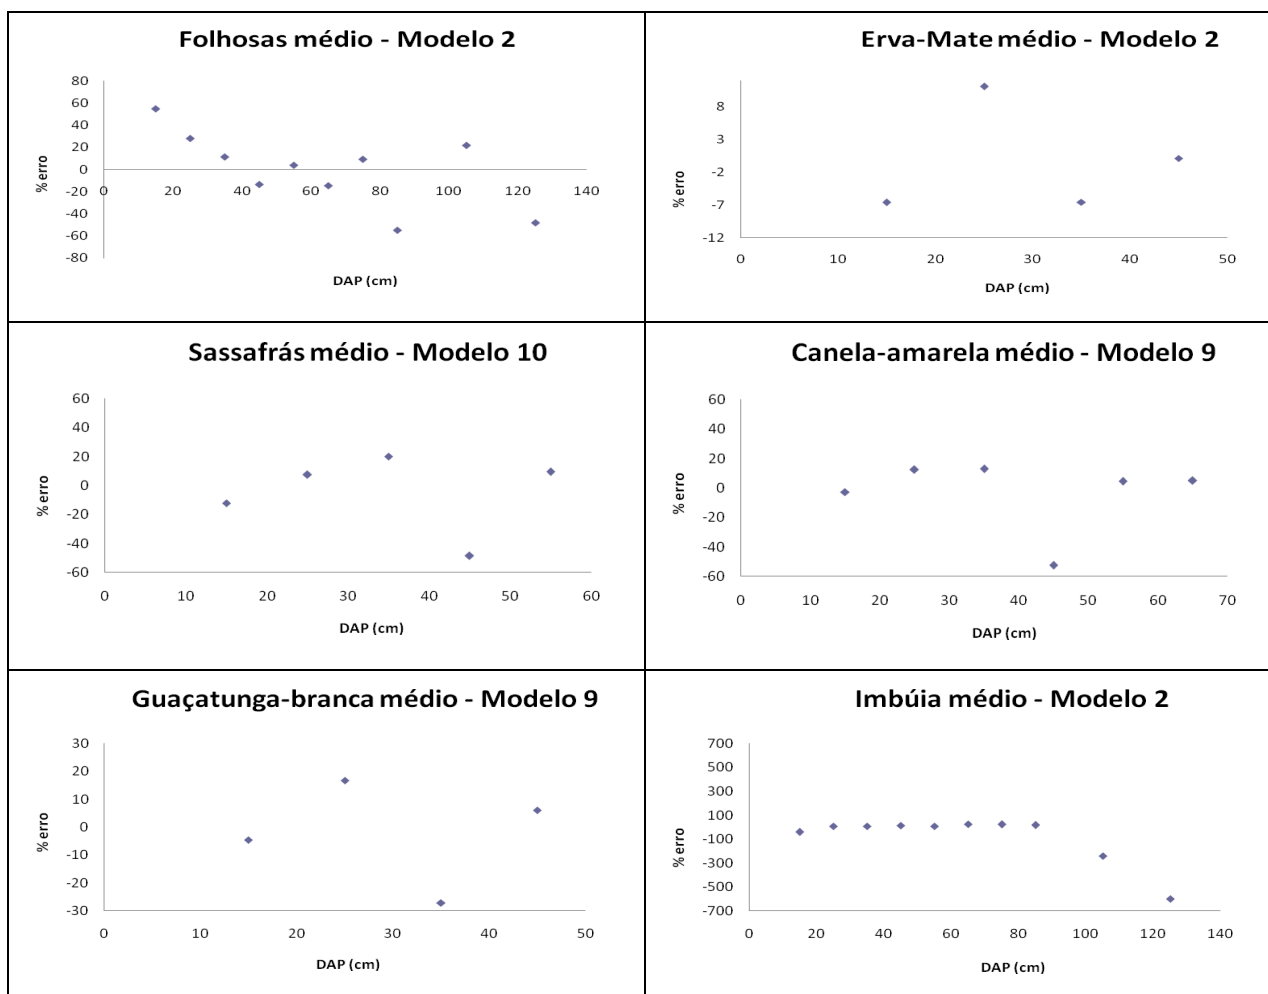 Folhosas médio - Modelo 2
80
60
40
20
0
-20
-40
-60
-80
% erro
0 20 40 60 80 100 120 140
DAP (cm)
Erva-Mate médio - Modelo 2
8
3
-2
-7
-12
% erro
0 10 20 30 40 50
DAP (cm)
Sassafrás médio - Modelo 10
60
40
20
0
-20
-40
-60
% erro
0 10 20 30 40 50 60
DAP (cm)
Canela-amarela médio - Modelo 9
60
40
20
0
-20
-40
-60
% erro
0 10 20 30 40 50 60 70
DAP (cm)
Guaçatunga-branca médio - Modelo 9
30
20
10
0
-10
-20
-30
% erro
0 10 20 30 40 50
DAP (cm)
Imbúia médio - Modelo 2
700
500
300
100
-100
-300
-500
-700
% erro
0 20 40 60 80 100 120 140
DAP (cm)